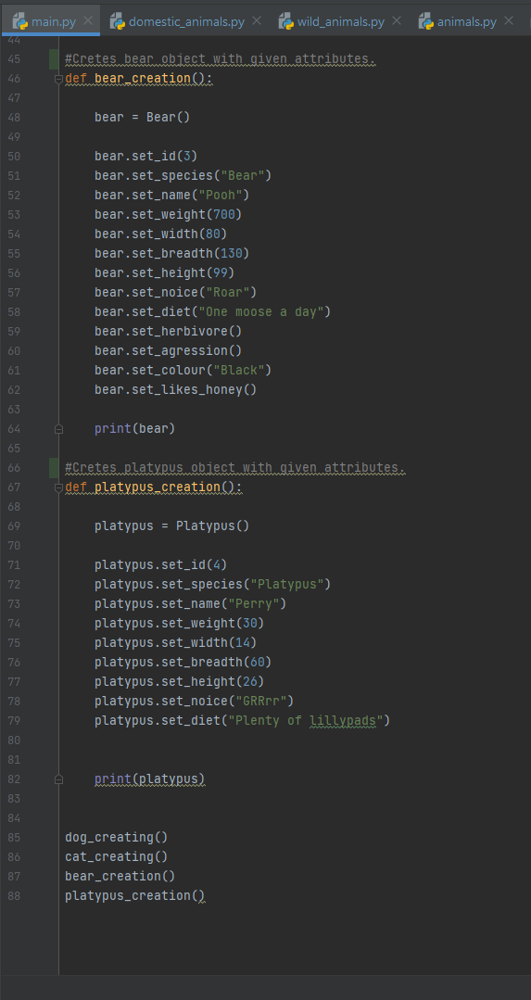 main.py domestic_animals.py wild_animals.py animals.py
44
45 #Cretes bear object with given attributes.
46 def bear_creation():
47
48     bear = Bear()
49
50     bear.set_id(3)
51     bear.set_species("Bear")
52     bear.set_name("Pooh")
53     bear.set_weight(700)
54     bear.set_width(80)
55     bear.set_breadth(130)
56     bear.set_height(99)
57     bear.set_noice("Roar")
58     bear.set_diet("One moose a day")
59     bear.set_herbivore()
60     bear.set_agression()
61     bear.set_colour("Black")
62     bear.set_likes_honey()
63
64     print(bear)
65
66 #Cretes platypus object with given attributes.
67 def platypus_creation():
68
69     platypus = Platypus()
70
71     platypus.set_id(4)
72     platypus.set_species("Platypus")
73     platypus.set_name("Perry")
74     platypus.set_weight(30)
75     platypus.set_width(14)
76     platypus.set_breadth(60)
77     platypus.set_height(26)
78     platypus.set_noice("GRRrr")
79     platypus.set_diet("Plenty of lillypads")
80
81
82     print(platypus)
83
84
85 dog_creating()
86 cat_creating()
87 bear_creation()
88 platypus_creation()